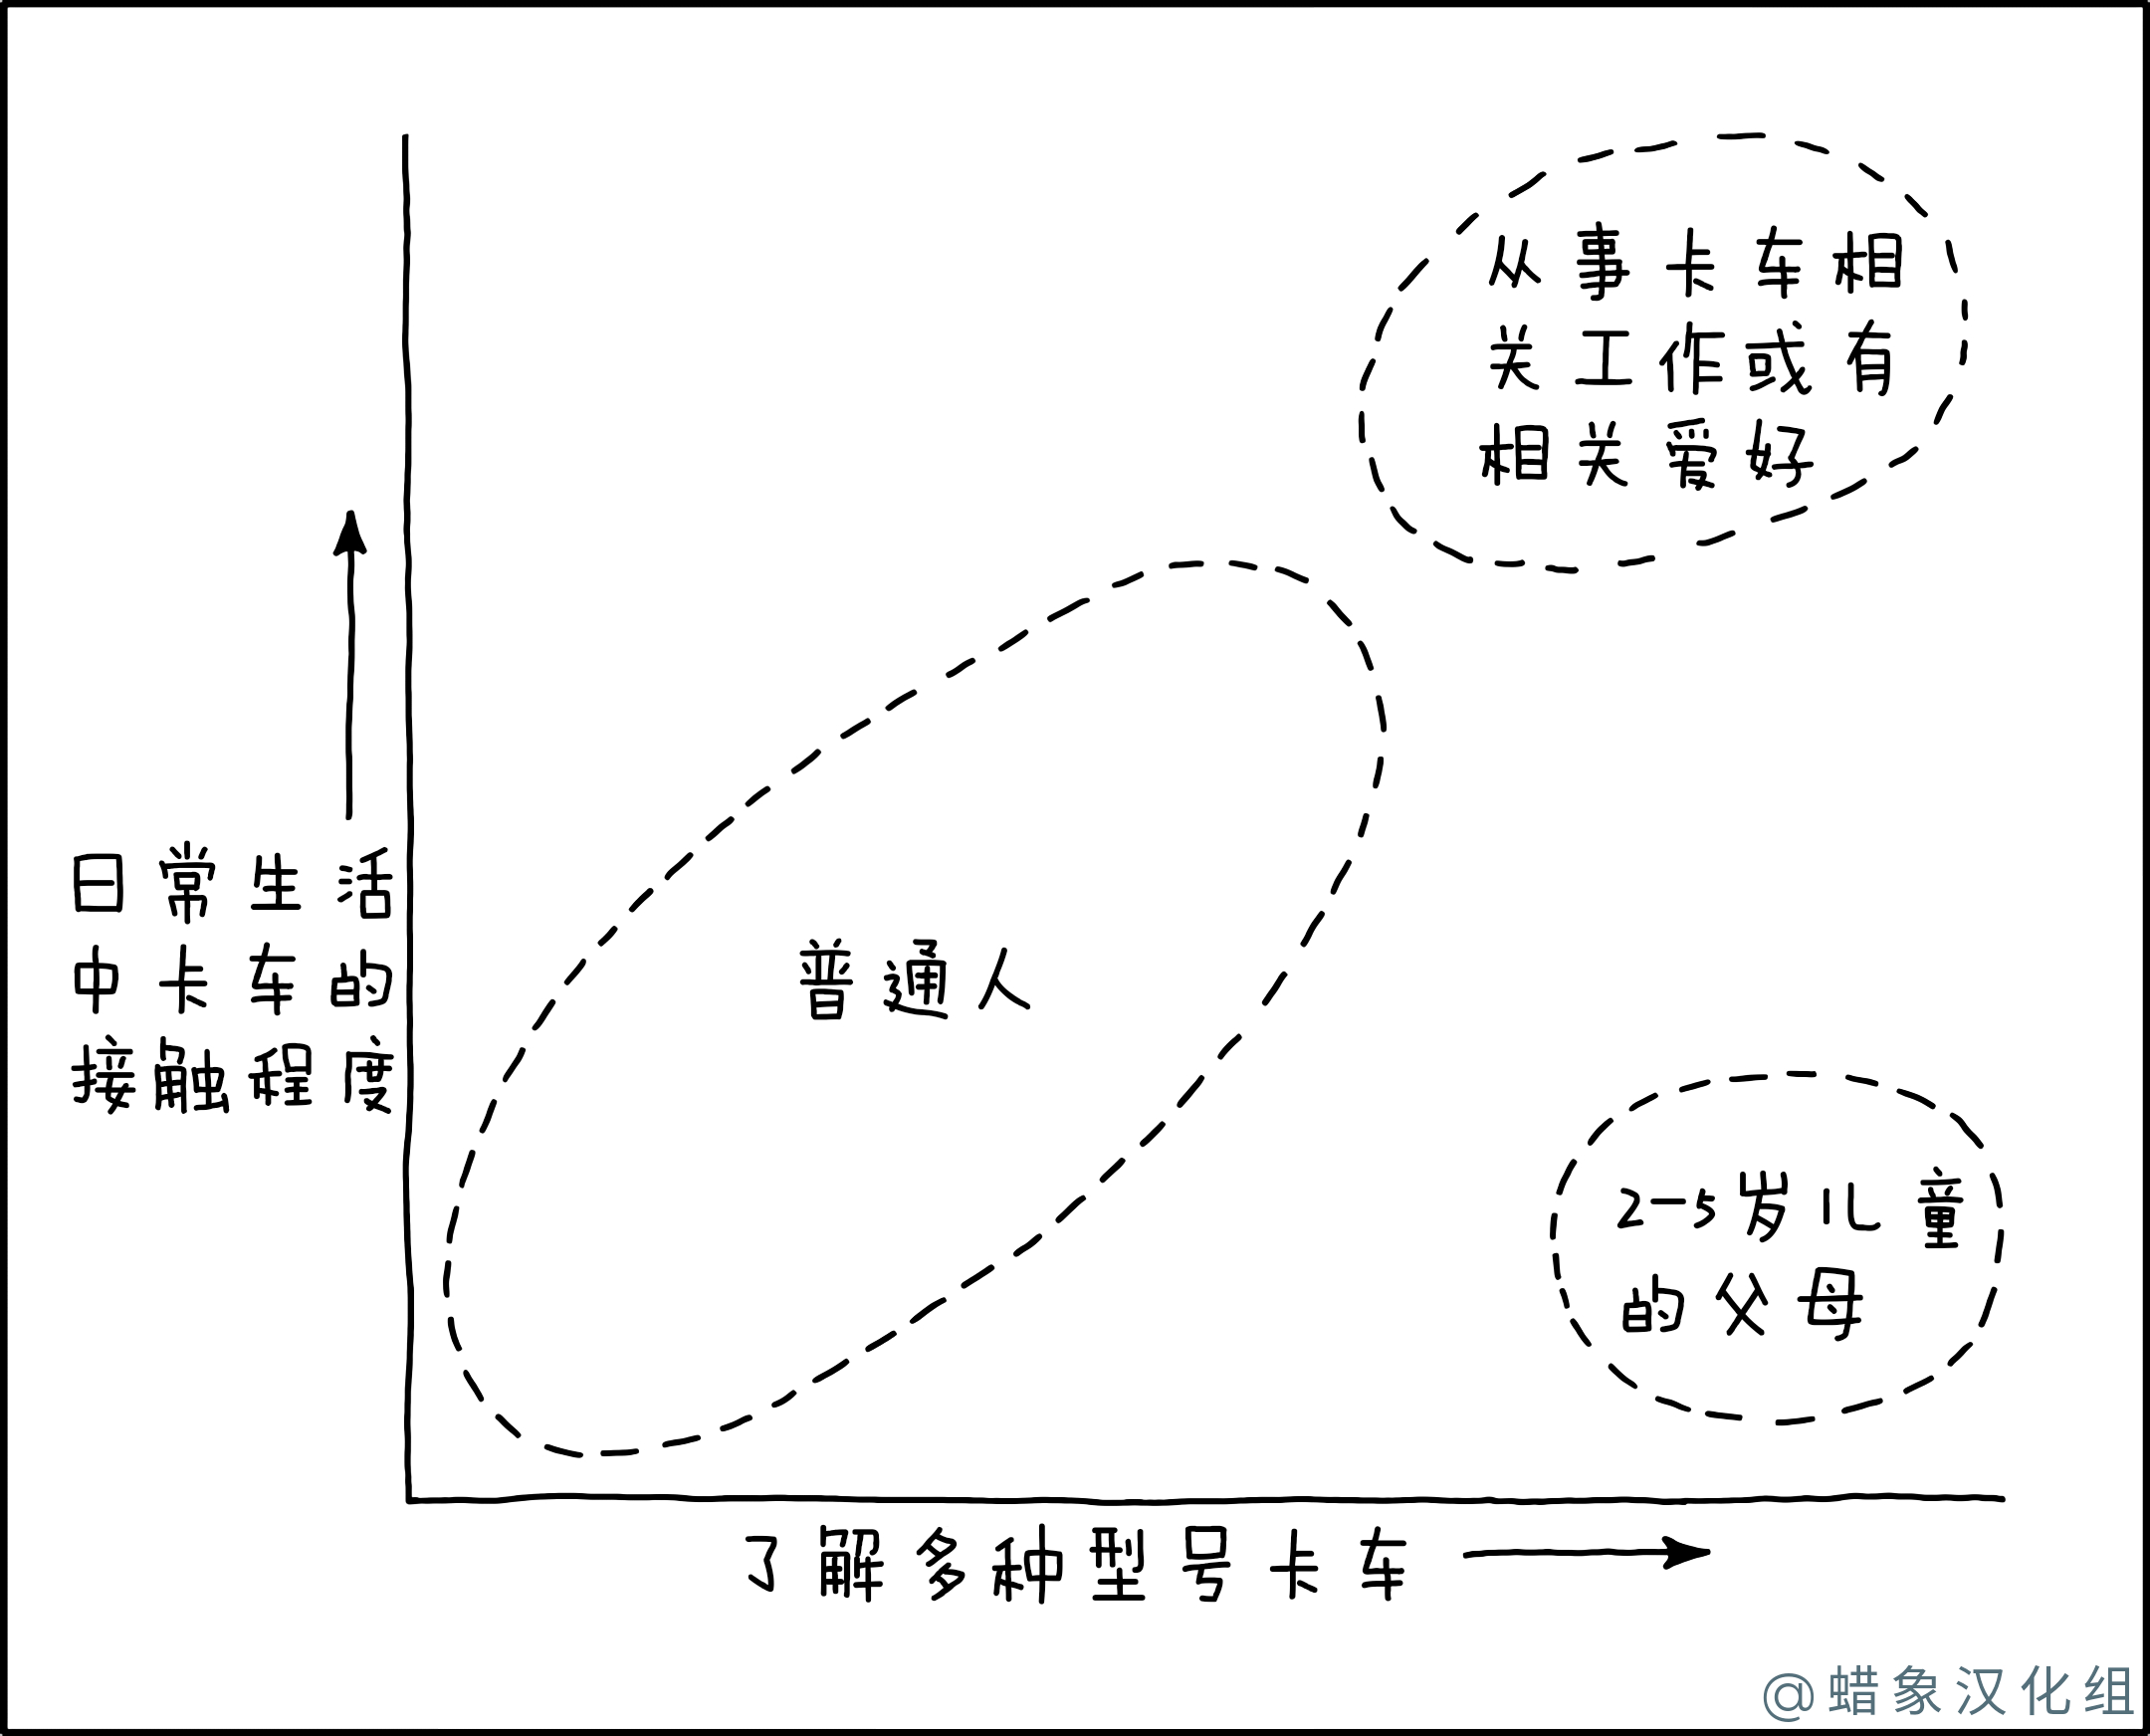 从事卡车相
关工作或有
相关爱好
日常生活
中卡车的
接触程度
普通人
2-5岁儿童
的父母
了解多种型号卡车
@蜡象汉化组